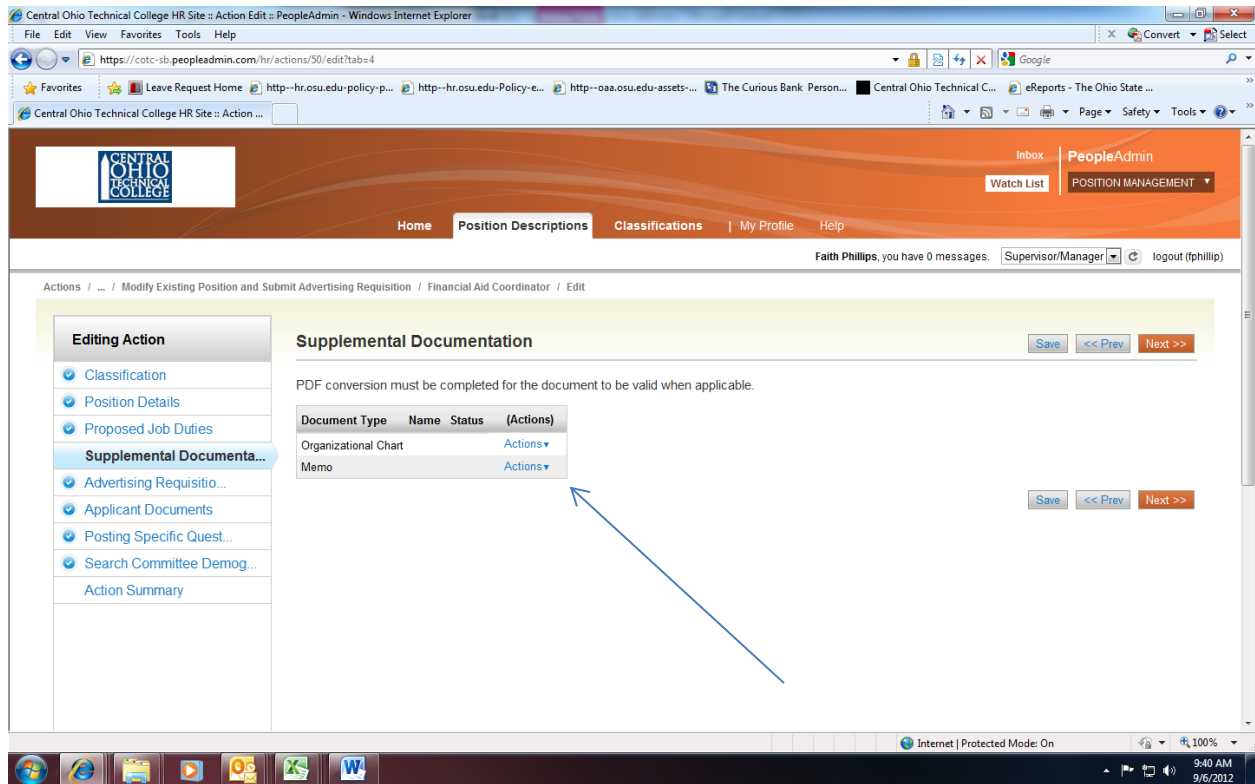 Central Ohio Technical College HR Site :: Action Edit :: PeopleAdmin - Windows Internet Explorer
File Edit View Favorites Tools Help
X Convert Select
https://cotc-sb.peopleadmin.com/hr/actions/50/edit?tab=4
Google
Favorites Leave Request Home http--hr.osu.edu-policy-p... http--hr.osu.edu-Policy-e... http--oaa.osu.edu-assets-... The Curious Bank Person... Central Ohio Technical C... eReports - The Ohio State ...
Central Ohio Technical College HR Site :: Action ...
Page Safety Tools
CENTRAL
OHIO
TECHNICAL
COLLEGE
Inbox PeopleAdmin
Watch List POSITION MANAGEMENT
Home Position Descriptions Classifications | My Profile Help
Faith Phillips, you have 0 messages. Supervisor/Manager logout (fphillip)
Actions / ... / Modify Existing Position and Submit Advertising Requisition / Financial Aid Coordinator / Edit
Editing Action
Classification
Position Details
Proposed Job Duties
Supplemental Documenta...
Advertising Requisitio...
Applicant Documents
Posting Specific Quest...
Search Committee Demog...
Action Summary
Supplemental Documentation
Save << Prev Next >>
PDF conversion must be completed for the document to be valid when applicable.
Document Type Name Status (Actions)
Organizational Chart Actions
Memo Actions
Save << Prev Next >>
Internet | Protected Mode: On 100%
9:40 AM
9/6/2012